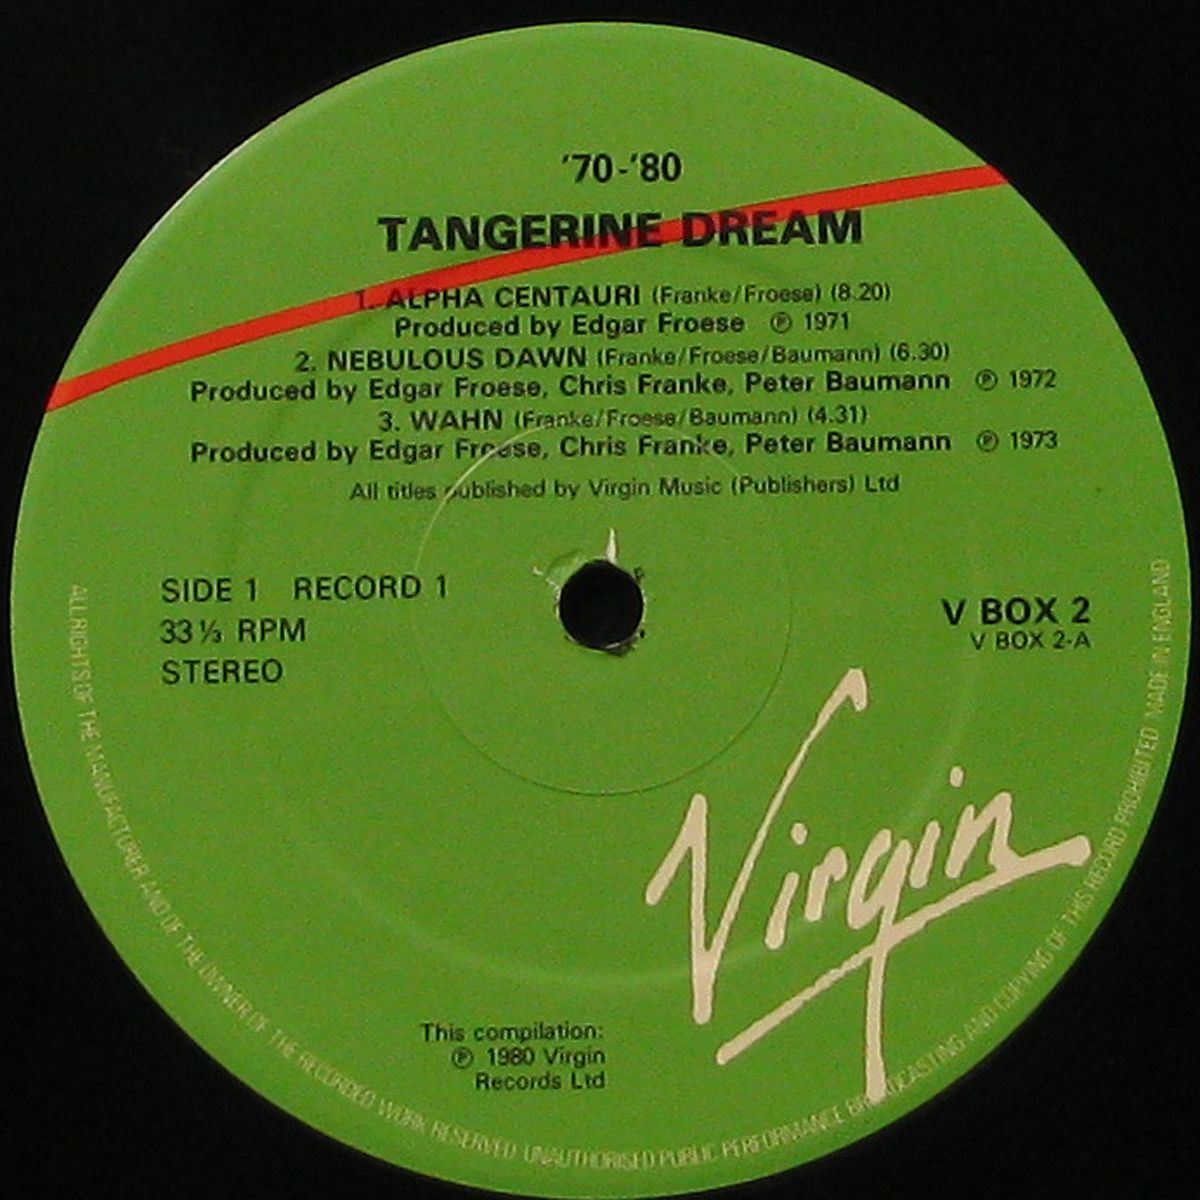 '70-'80
TANGERINE DREAM
1. ALPHA CENTAURI (Franke/Froese) (8.20)
Produced by Edgar Froese ℗ 1971
2. NEBULOUS DAWN (Franke/Froese/Baumann) (6.30)
Produced by Edgar Froese, Chris Franke, Peter Baumann ℗ 1972
3. WAHN (Franke/Froese/Baumann) (4.31)
Produced by Edgar Froese, Chris Franke, Peter Baumann ℗ 1973
All titles published by Virgin Music (Publishers) Ltd
SIDE 1 RECORD 1
33⅓ RPM
STEREO
V BOX 2
V BOX 2-A
Virgin
This compilation:
℗ 1980 Virgin
Records Ltd
ALL RIGHTS OF THE MANUFACTURER AND OF THE OWNER OF THE RECORDED WORK RESERVED UNAUTHORISED PUBLIC PERFORMANCE BROADCASTING AND COPYING OF THIS RECORD PROHIBITED MADE IN ENGLAND